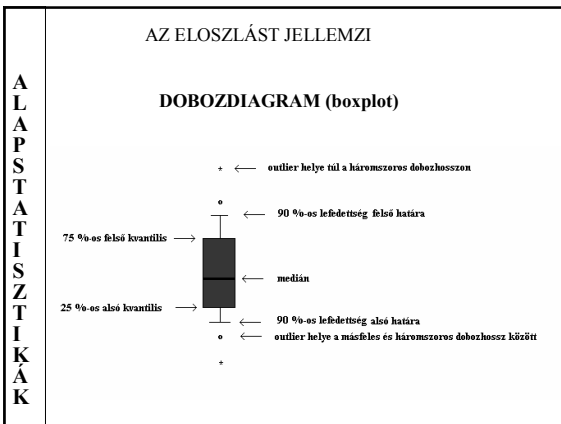 AZ ELOSZLÁST JELLEMZI
ALAPSTATISZTIKÁK
DOBOZDIAGRAM (boxplot)
outlier helye túl a háromszoros dobozhosszon
90 %-os lefedettség felső határa
75 %-os felső kvantilis
medián
25 %-os alsó kvantilis
90 %-os lefedettség alsó határa
outlier helye a másfeles és háromszoros dobozhossz között